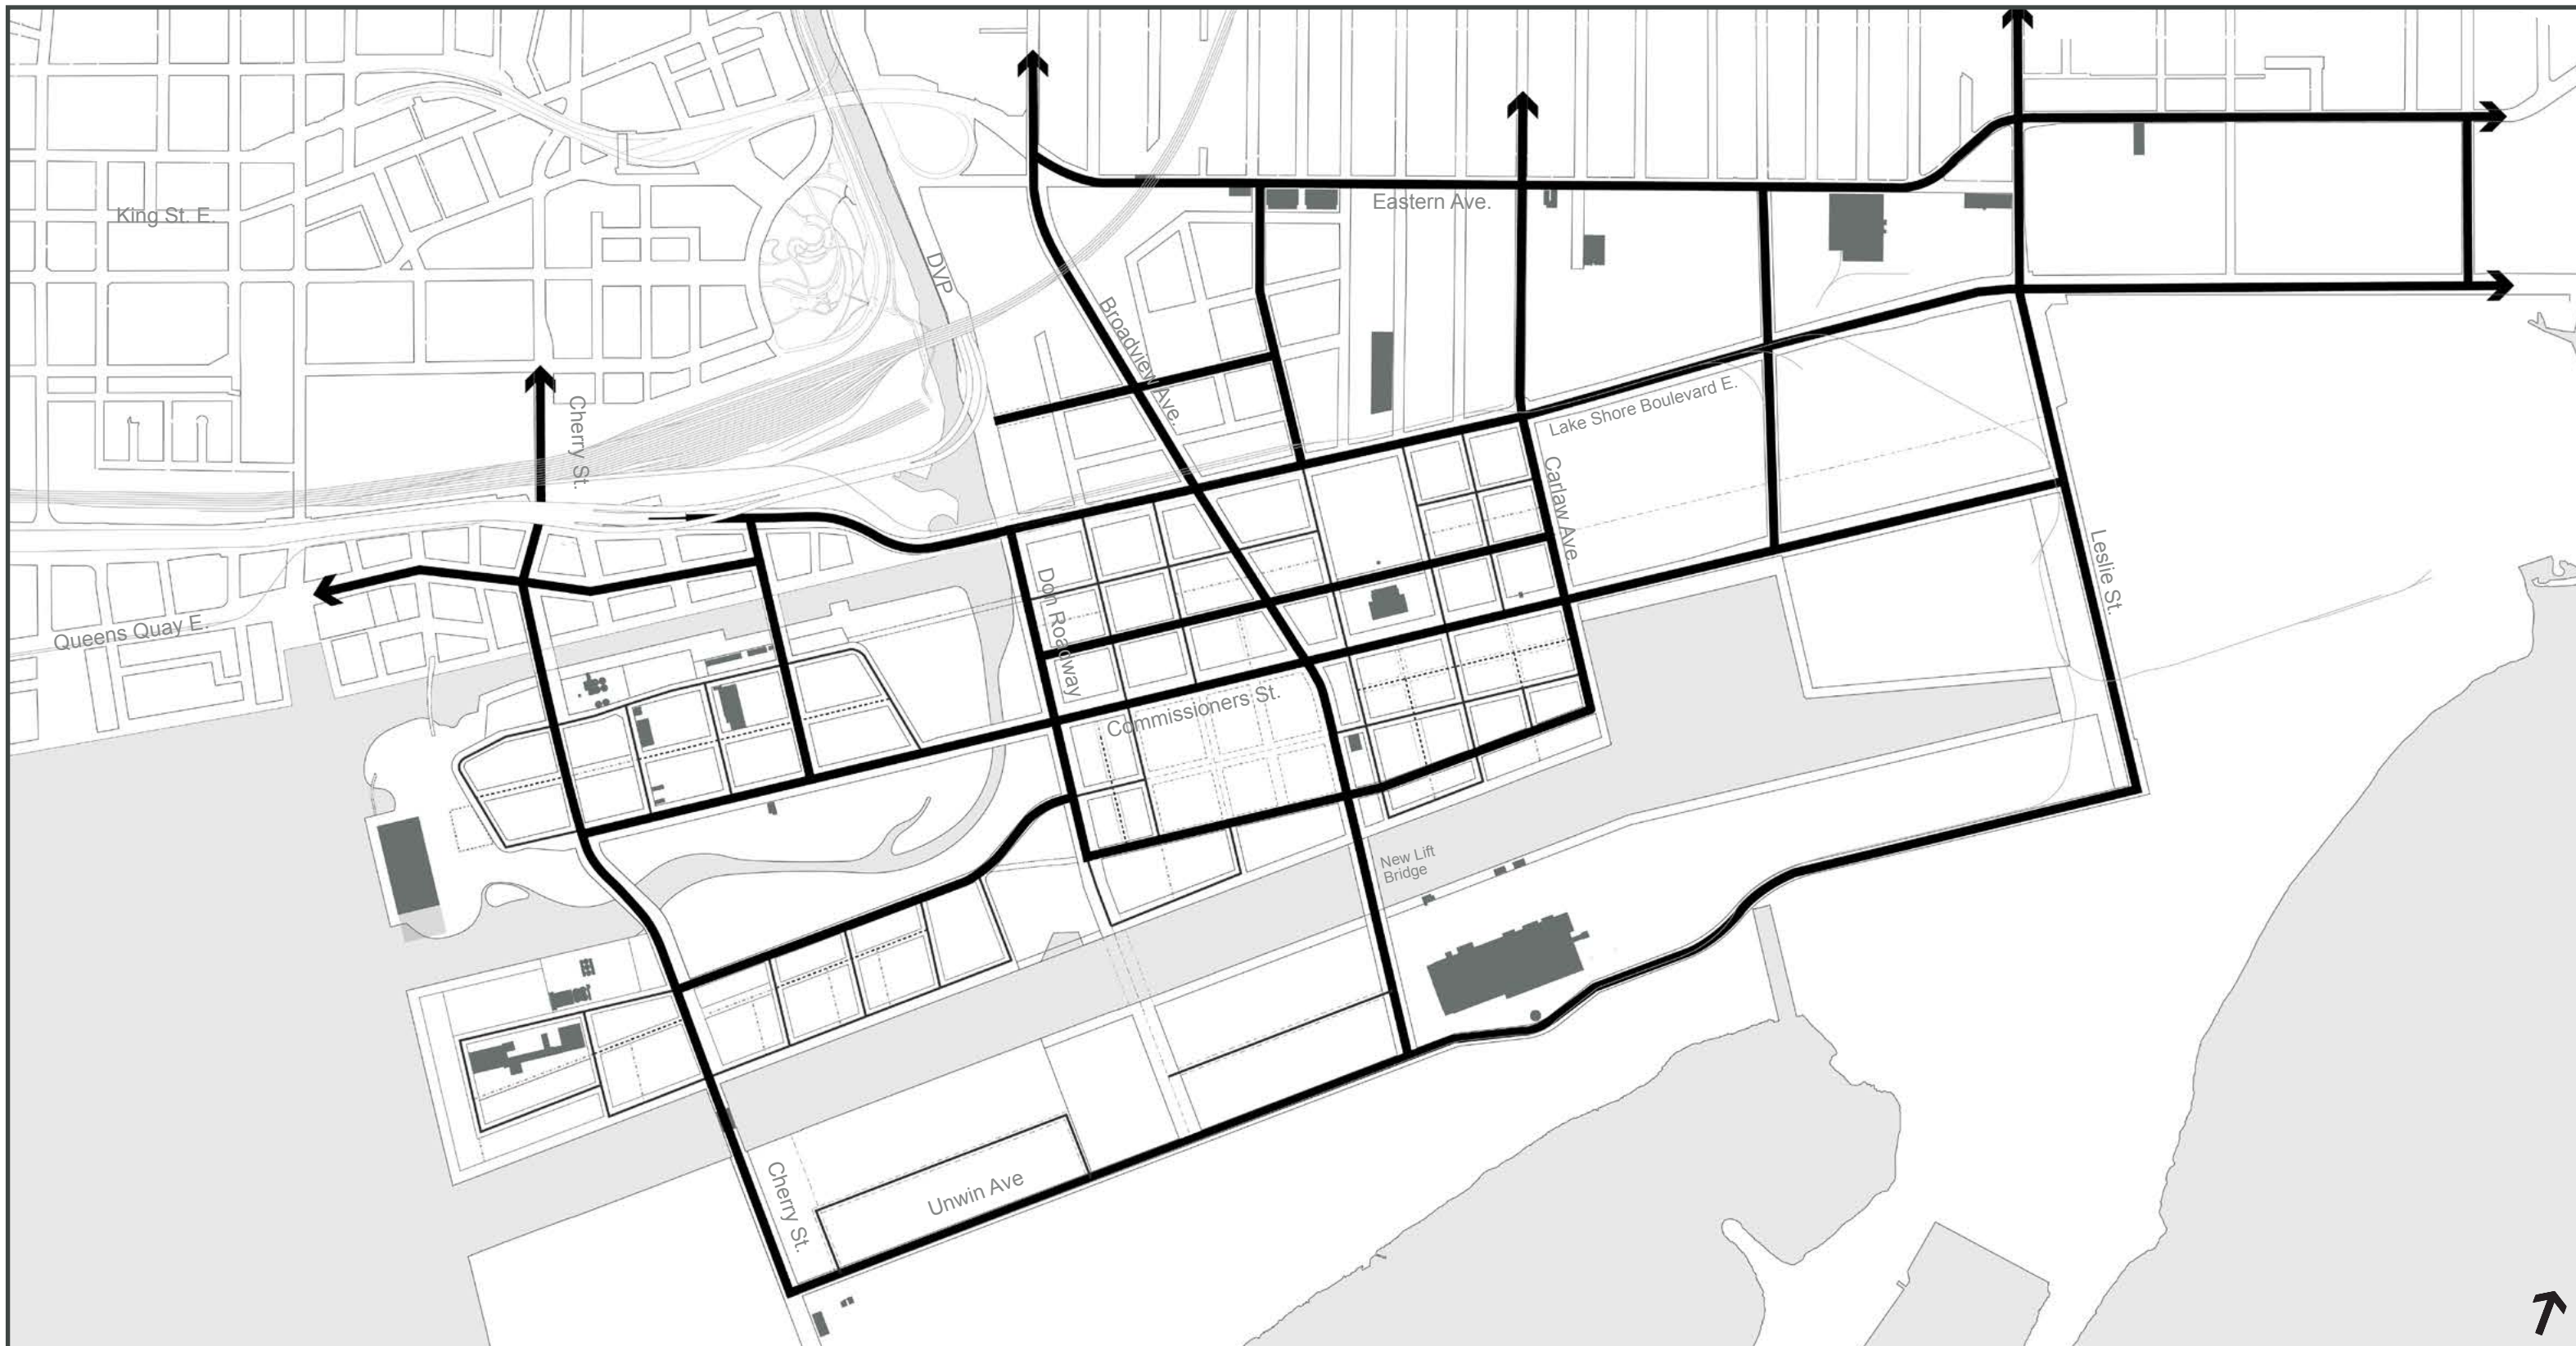 King St. E.
Eastern Ave.
DVP
Broadview Ave.
Cherry St.
Lake Shore Boulevard E.
Carlaw Ave.
Leslie St.
Don Roadway
Queens Quay E.
Commissioners St.
New Lift
Bridge
Cherry St.
Unwin Ave